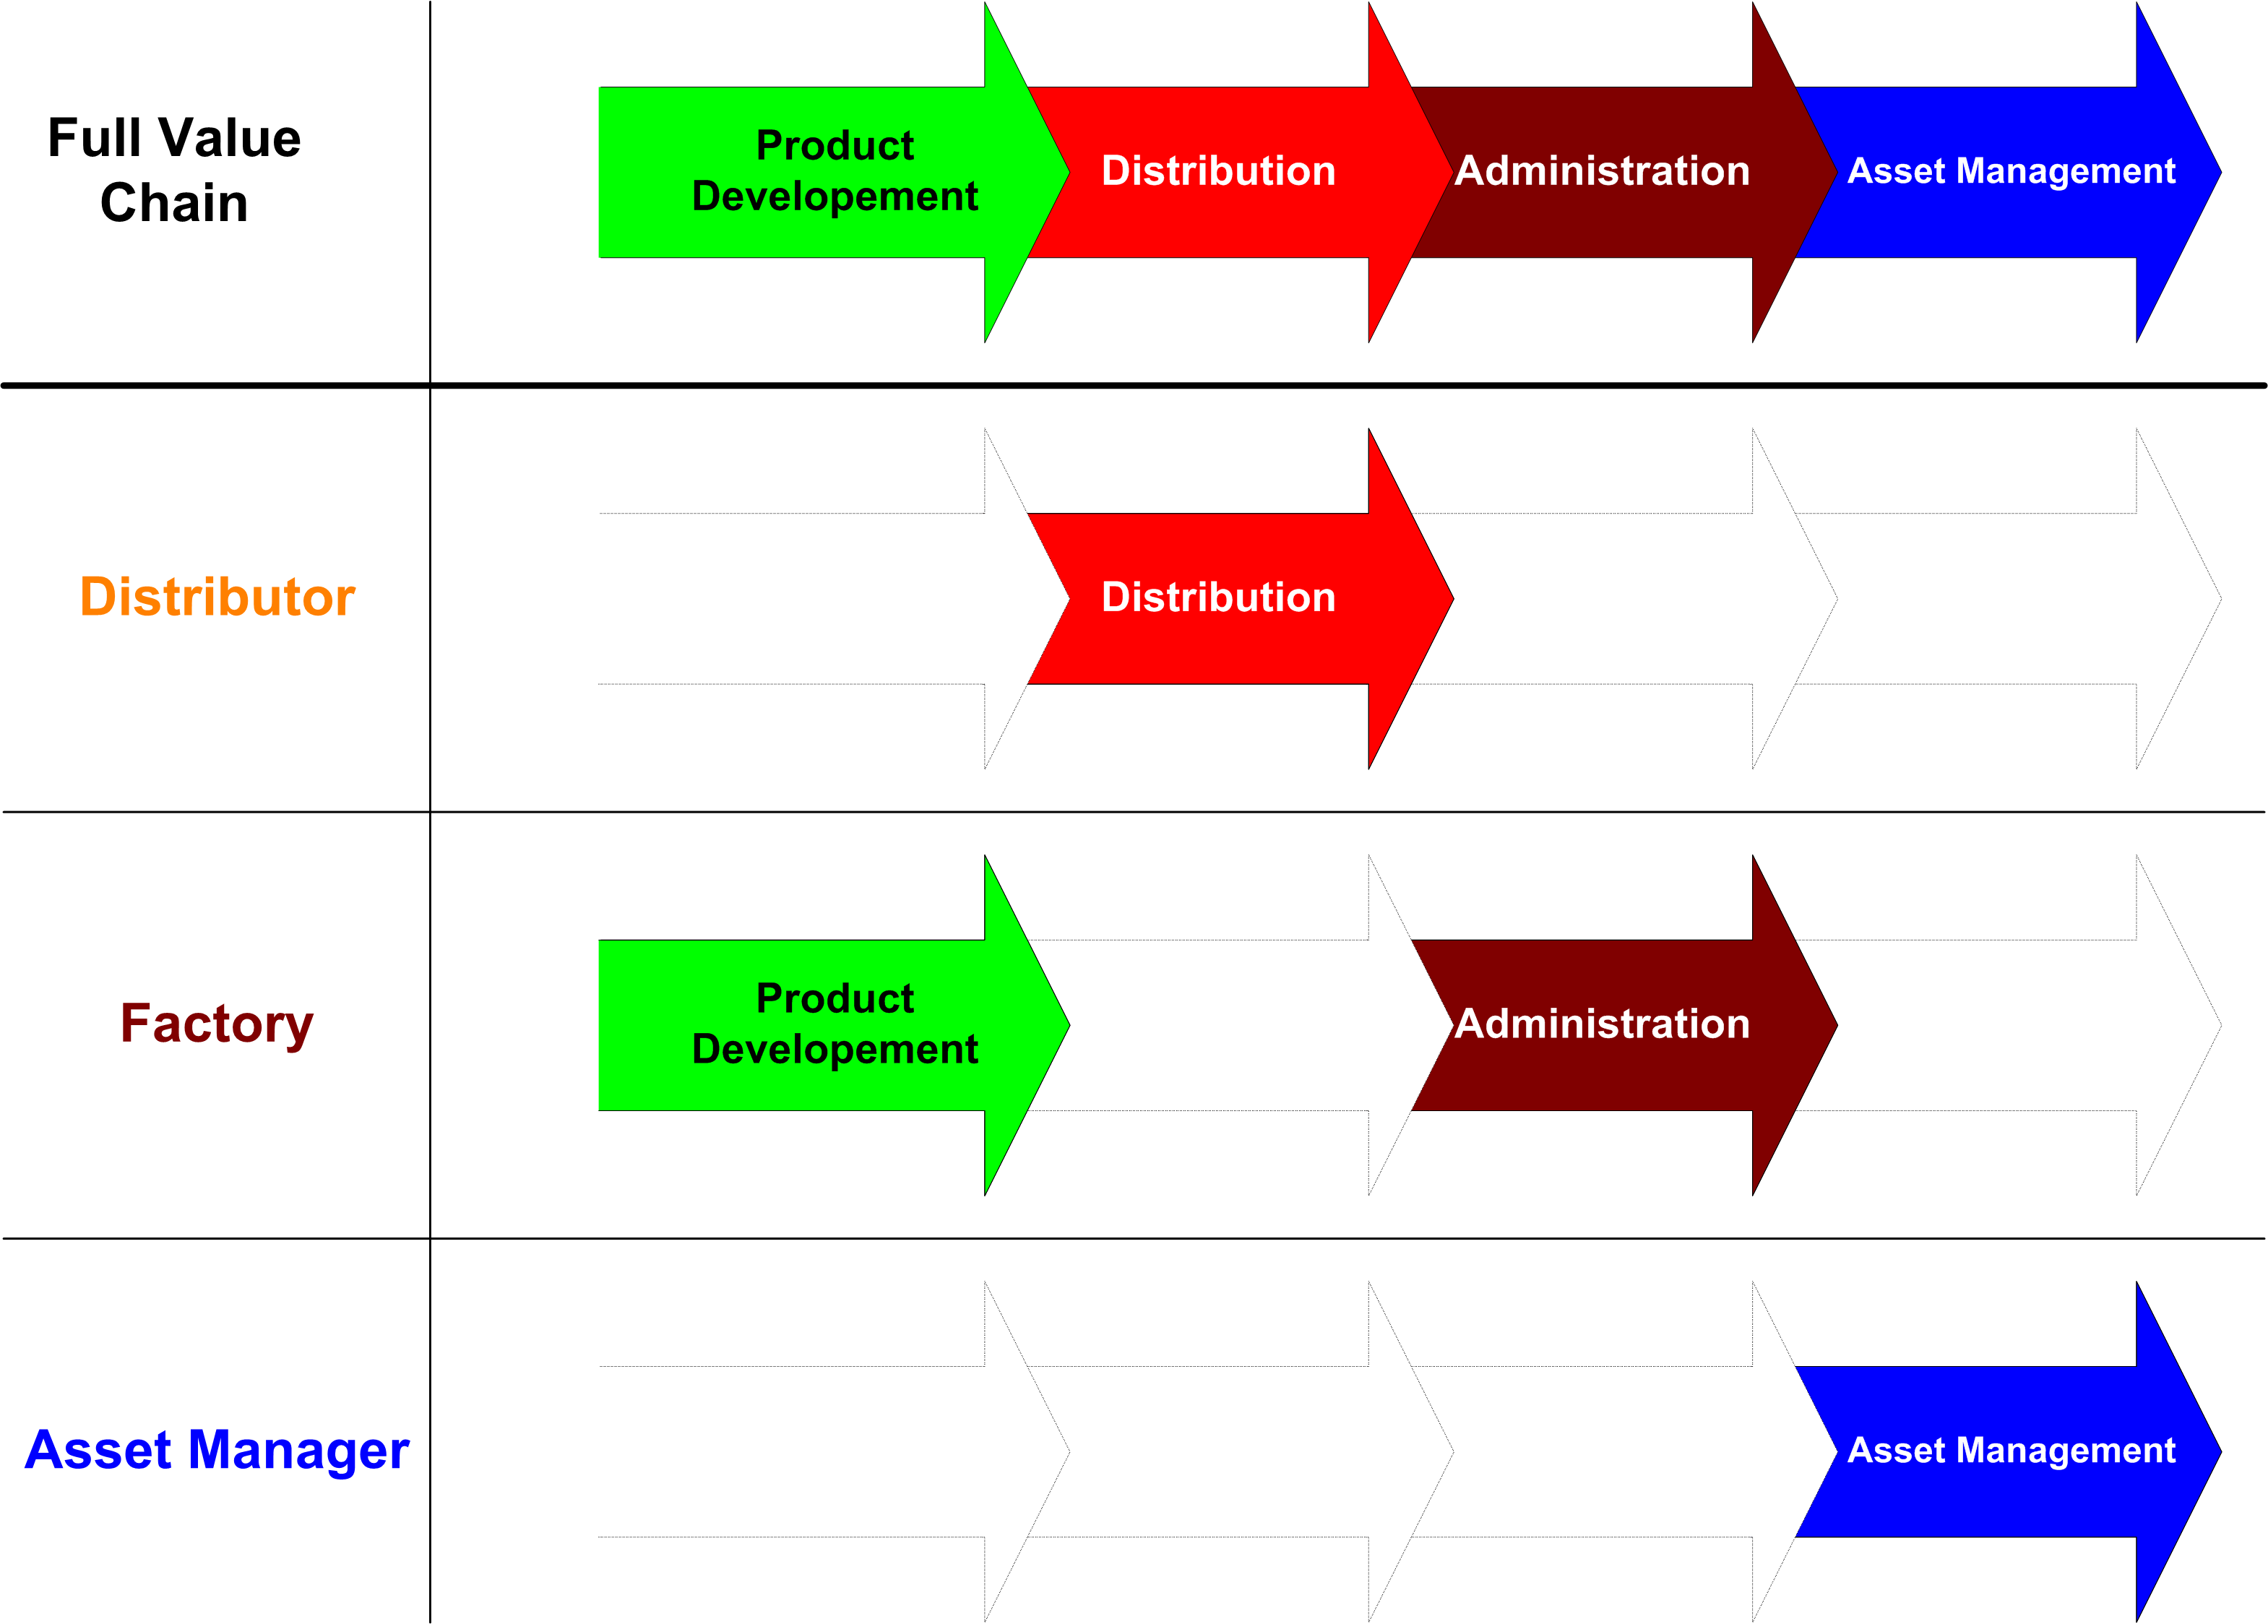 Full Value
Chain
Product
Developement
Distribution
Administration
Asset Management
Distributor
Distribution
Factory
Product
Developement
Administration
Asset Manager
Asset Management